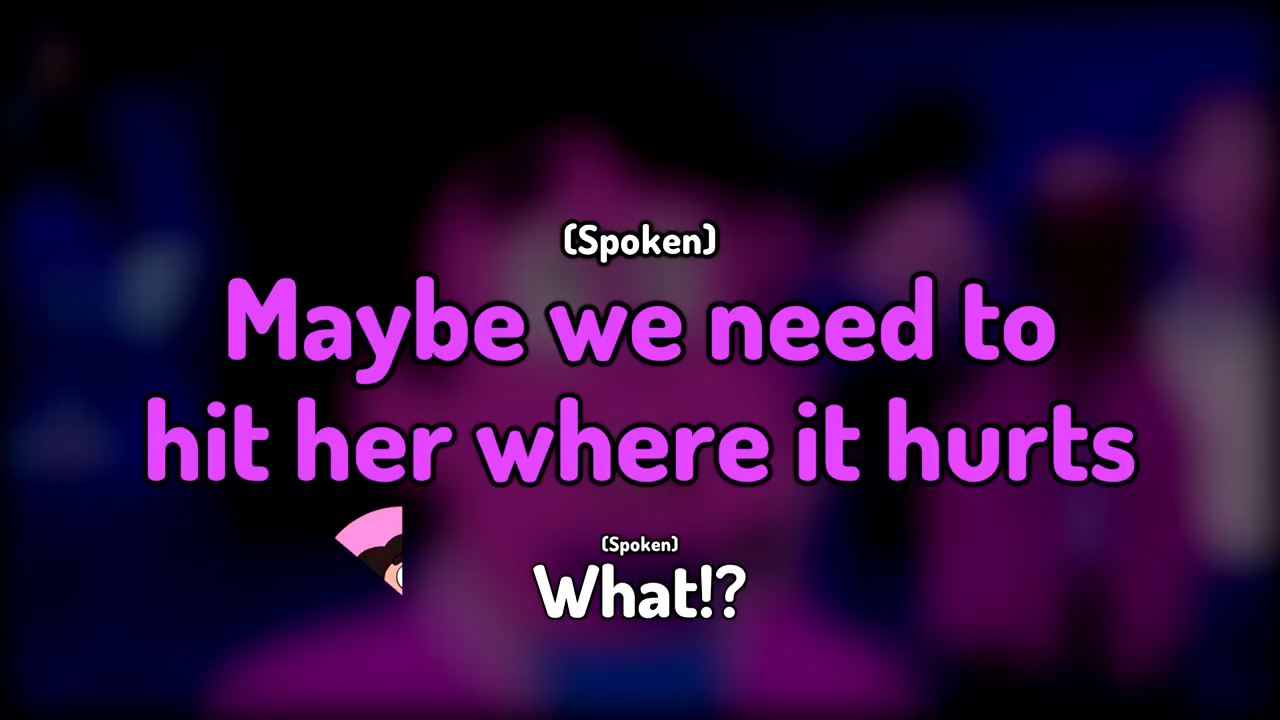 (Spoken)
Maybe we need to
hit her where it hurts
(Spoken)
What!?